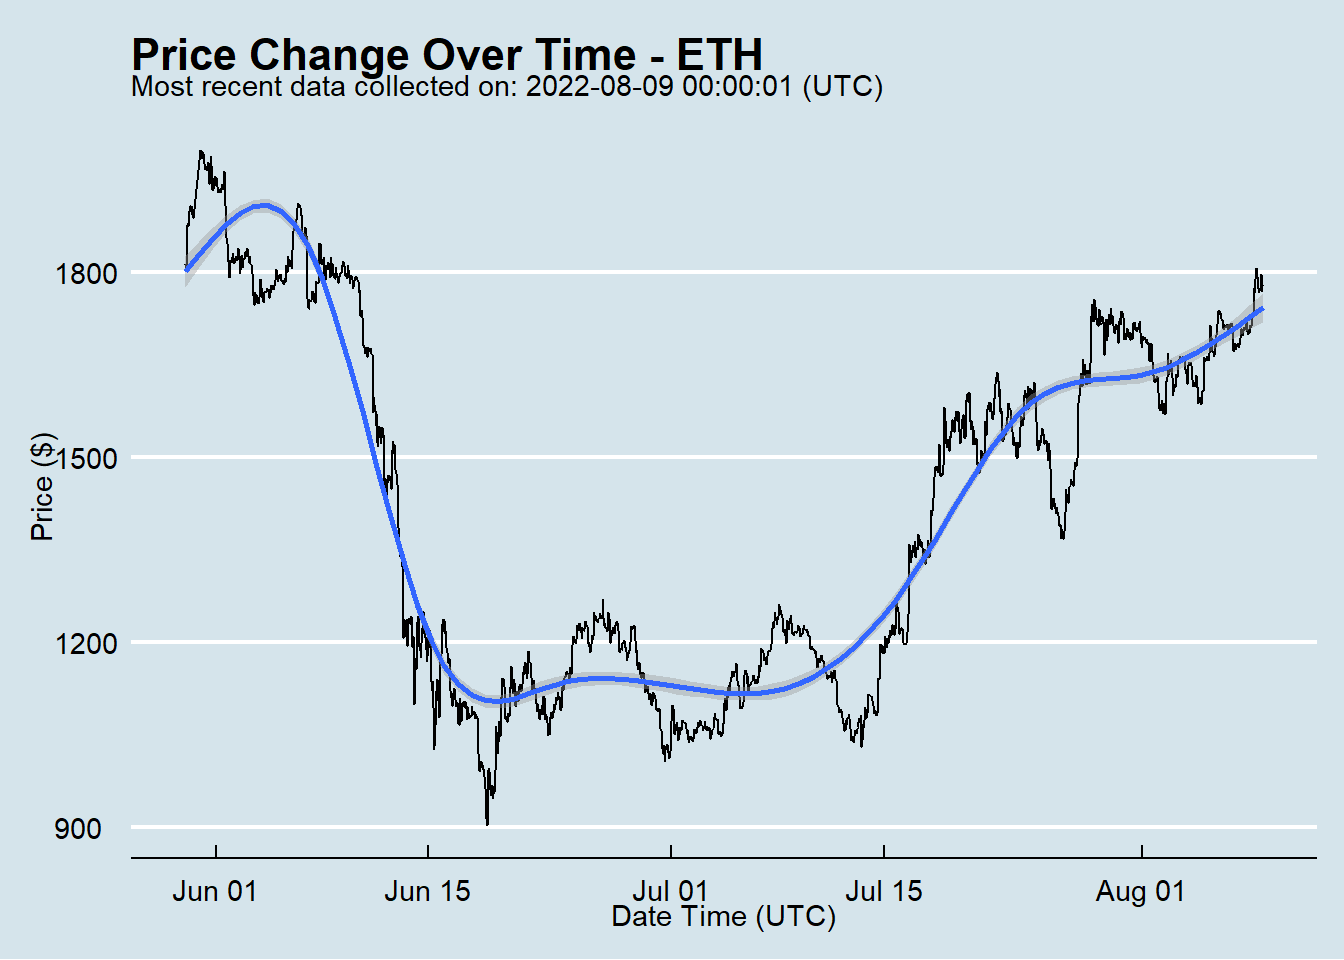 Price Change Over Time - ETH
Most recent data collected on: 2022-08-09 00:00:01 (UTC)
Price ($)
1800
1500
1200
900
Jun 01 Jun 15 Jul 01 Jul 15 Aug 01
Date Time (UTC)